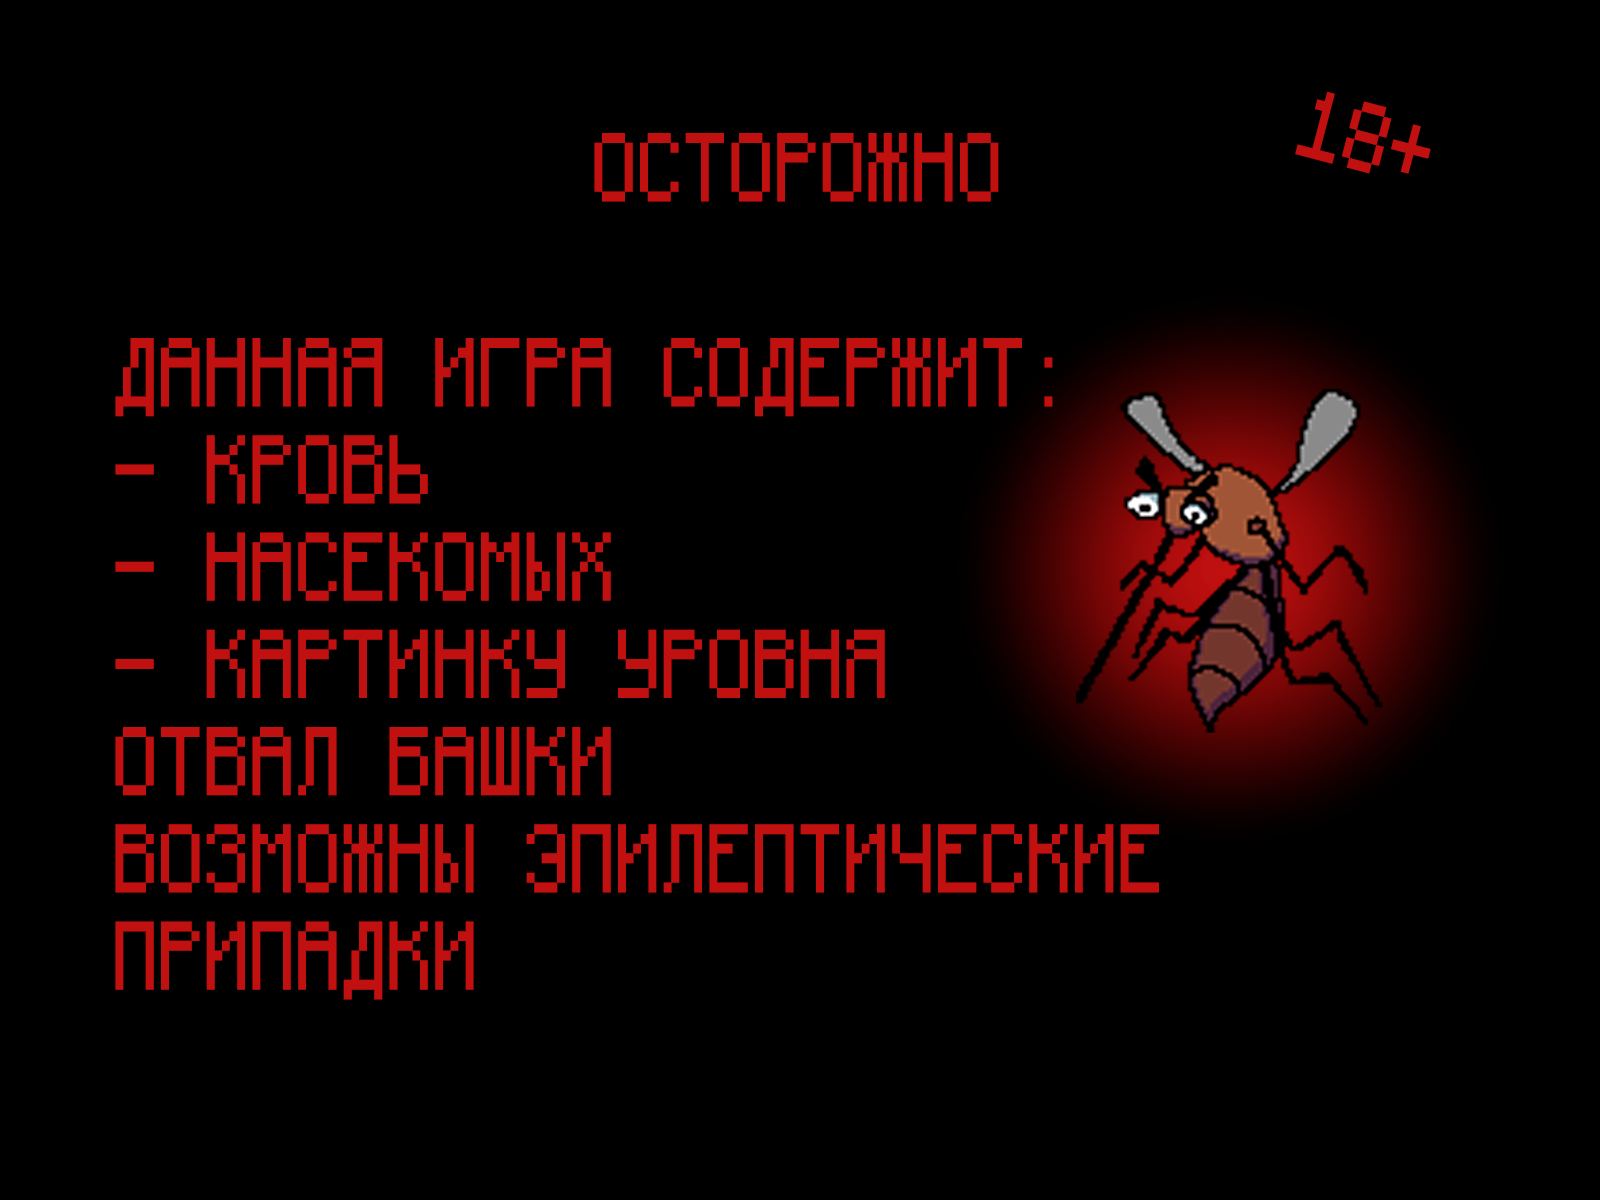 ОСТОРОЖНО
18+
ДАННАЯ ИГРА СОДЕРЖИТ:
- КРОВЬ
- НАСЕКОМЫХ
- КАРТИНКУ УРОВНЯ
ОТВАЛ БАШКИ
ВОЗМОЖНЫ ЭПИЛЕПТИЧЕСКИЕ
ПРИПАДКИ